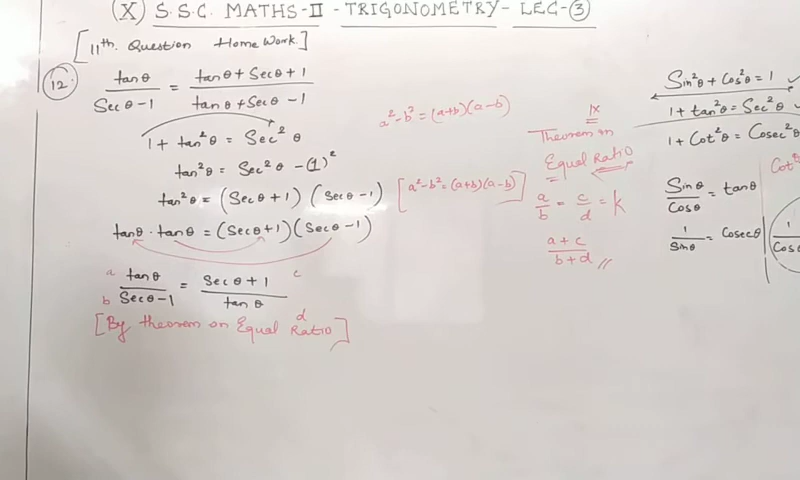 (X) S.S.C. MATHS-II - TRIGONOMETRY - LEC-③
[11th. Question Home Work.]
⑫. tanθ / Secθ-1 = tanθ + Secθ + 1 / tanθ + Secθ - 1
1 + tan²θ = Sec²θ
tan²θ = Sec²θ - (1)²
tan²θ = (Secθ+1) (Secθ-1) [a²-b²=(a+b)(a-b)]
tanθ · tanθ = (Secθ+1)(Secθ-1)
a tanθ / b Secθ-1 = Secθ+1 c / tanθ d
[By theorem on Equal Ratio]
a²-b² = (a+b)(a-b)
IX
Theorem on
Equal Ratio
a/b = c/d = k
a+c / b+d //
Sin²θ + Cos²θ = 1
1 + tan²θ = Sec²θ
1 + Cot²θ = Cosec²θ
Sinθ / Cosθ = tanθ
1 / Sinθ = Cosecθ